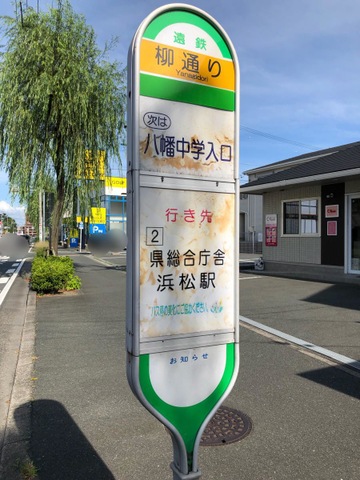 遠鉄
柳通り
Yanagidori
次は
八幡中学入口
行き先
2
県総合庁舎
浜松駅
お知らせ
P